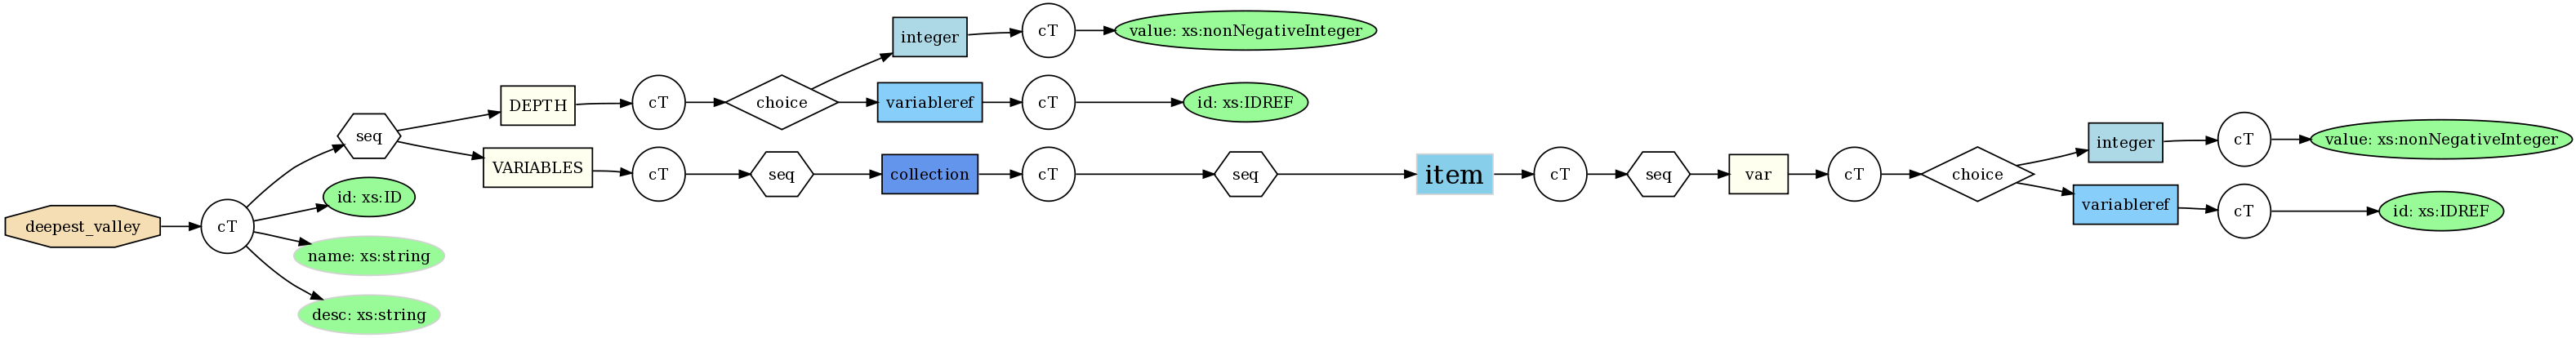 deepest_valley
cT
seq
id: xs:ID
name: xs:string
desc: xs:string
DEPTH
cT
choice
integer
cT
value: xs:nonNegativeInteger
variableref
cT
id: xs:IDREF
VARIABLES
cT
seq
collection
cT
seq
item
cT
seq
var
cT
choice
integer
cT
value: xs:nonNegativeInteger
variableref
cT
id: xs:IDREF